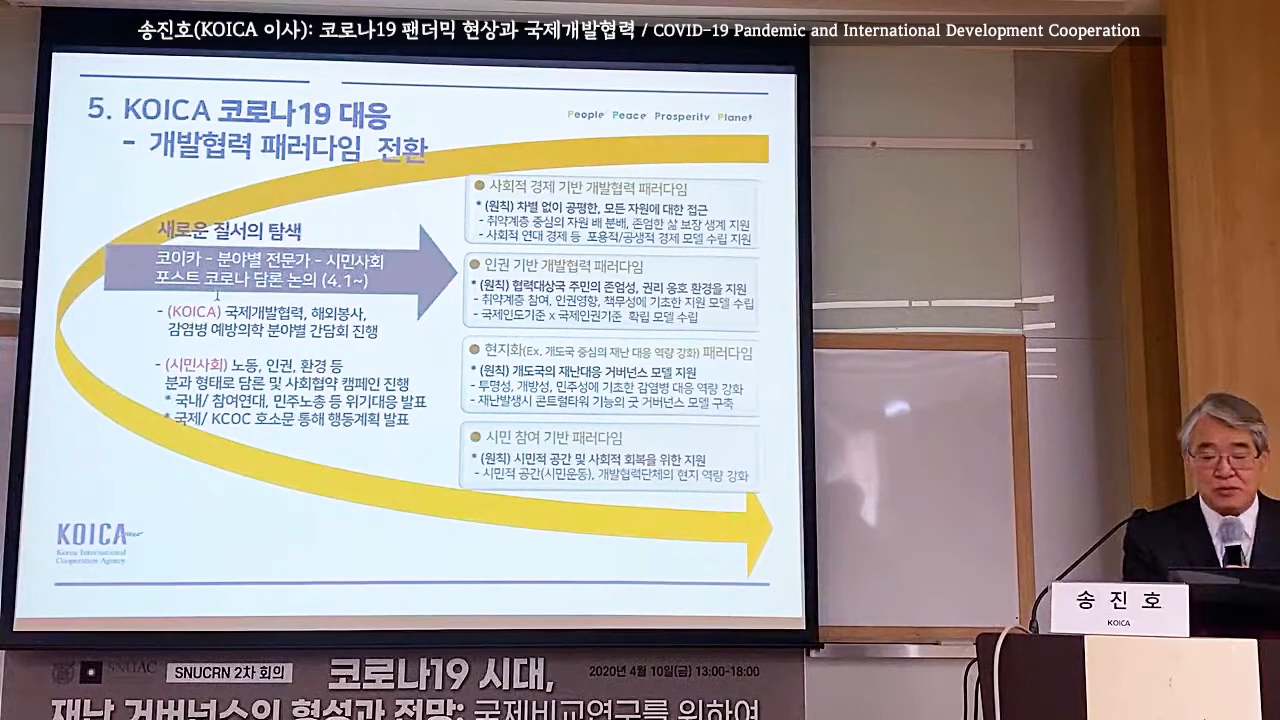 송진호(KOICA 이사): 코로나19 팬더믹 현상과 국제개발협력 / COVID-19 Pandemic and International Development Cooperation
5. KOICA 코로나19 대응
- 개발협력 패러다임 전환
People Peace Prosperity Planet
새로운 질서의 탐색
코이카 - 분야별 전문가 - 시민사회
포스트 코로나 담론 논의 (4.1~)
- (KOICA) 국제개발협력, 해외봉사,
감염병 예방의학 분야별 간담회 진행
- (시민사회) 노동, 인권, 환경 등
분과 형태로 담론 및 사회협약 캠페인 진행
* 국내/ 참여연대, 민주노총 등 위기대응 발표
* 국제/ KCOC 호소문 통해 행동계획 발표
사회적 경제 기반 개발협력 패러다임
* (원칙) 차별 없이 공평한, 모든 자원에 대한 접근
- 취약계층 중심의 자원 배 분배, 존엄한 삶 보장 생계 지원
- 사회적 연대 경제 등 포용적/공생적 경제 모델 수립 지원
인권 기반 개발협력 패러다임
* (원칙) 협력대상국 주민의 존엄성, 권리 옹호 환경을 지원
- 취약계층 참여, 인권영향, 책무성에 기초한 지원 모델 수립
- 국제인도기준 x 국제인권기준 확립 모델 수립
현지화(Ex. 개도국 중심의 재난 대응 역량 강화) 패러다임
* (원칙) 개도국의 재난대응 거버넌스 모델 지원
- 투명성, 개방성, 민주성에 기초한 감염병 대응 역량 강화
- 재난발생시 콘트럴타워 기능의 굿 거버넌스 모델 구축
시민 참여 기반 패러다임
* (원칙) 시민적 공간 및 사회적 회복을 위한 지원
- 시민적 공간(시민운동), 개발협력단체의 현지 역량 강화
KOICA
Korea International
Cooperation Agency
송 진 호
KOICA
SNUAC
SNUCRN 2차 회의
코로나19 시대,
2020년 4월 10일(금) 13:00-18:00
재난 거버넌스의 형성과 전망: 국제비교연구를 위하여